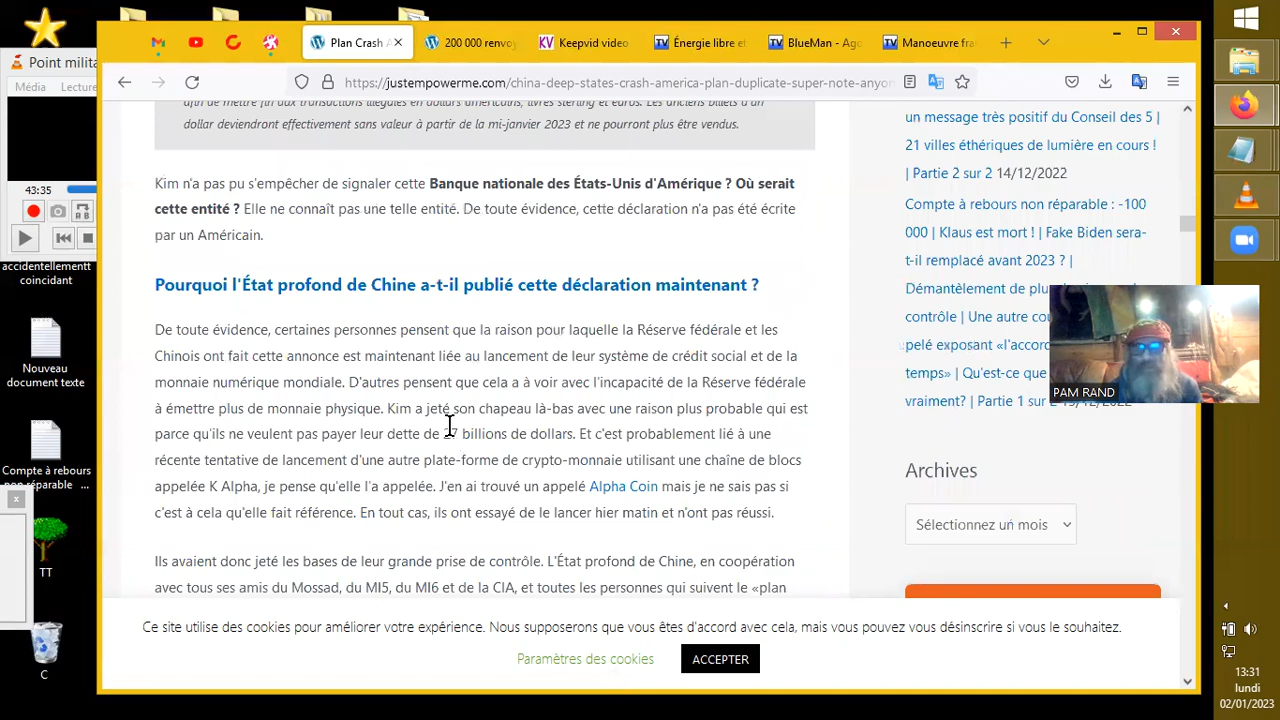 Plan Crash A
200 000 renvoy
Keepvid video
Énergie libre et
BlueMan - Ago
Manoeuvre fra
Point milita
Média Lecture
43:35
https://justempowerme.com/china-deep-states-crash-america-plan-duplicate-super-note-anyon
afin de mettre fin aux transactions illégales en dollars américains, livres sterling et euros. Les anciens billets d'un
dollar deviendront effectivement sans valeur à partir de la mi-janvier 2023 et ne pourront plus être vendus.
Kim n'a pas pu s'empêcher de signaler cette Banque nationale des États-Unis d'Amérique ? Où serait
cette entité ? Elle ne connaît pas une telle entité. De toute évidence, cette déclaration n'a pas été écrite
par un Américain.
Pourquoi l'État profond de Chine a-t-il publié cette déclaration maintenant ?
De toute évidence, certaines personnes pensent que la raison pour laquelle la Réserve fédérale et les
Chinois ont fait cette annonce est maintenant liée au lancement de leur système de crédit social et de la
monnaie numérique mondiale. D'autres pensent que cela a à voir avec l'incapacité de la Réserve fédérale
à émettre plus de monnaie physique. Kim a jeté son chapeau là-bas avec une raison plus probable qui est
parce qu'ils ne veulent pas payer leur dette de billions de dollars. Et c'est probablement lié à une
récente tentative de lancement d'une autre plate-forme de crypto-monnaie utilisant une chaîne de blocs
appelée K Alpha, je pense qu'elle l'a appelée. J'en ai trouvé un appelé Alpha Coin mais je ne sais pas si
c'est à cela qu'elle fait référence. En tout cas, ils ont essayé de le lancer hier matin et n'ont pas réussi.
Ils avaient donc jeté les bases de leur grande prise de contrôle. L'État profond de Chine, en coopération
avec tous ses amis du Mossad, du MI5, du MI6 et de la CIA, et toutes les personnes qui suivent le «plan
un message très positif du Conseil des 5 |
21 villes éthériques de lumière en cours !
| Partie 2 sur 2 14/12/2022
Compte à rebours non réparable : -100
000 | Klaus est mort ! | Fake Biden sera-
t-il remplacé avant 2023 ? |
Démantèlement de plu
contrôle | Une autre cou
pelé exposant «l'accord
temps» | Qu'est-ce que
vraiment? | Partie 1 sur
Archives
Sélectionnez un mois
Ce site utilise des cookies pour améliorer votre expérience. Nous supposerons que vous êtes d'accord avec cela, mais vous pouvez vous désinscrire si vous le souhaitez.
Paramètres des cookies
ACCEPTER
PAM RAND
accidentellementt
coincidant
Nouveau
document texte
Compte à rebours
non réparable ...
TT
C
13:31
lundi
02/01/2023